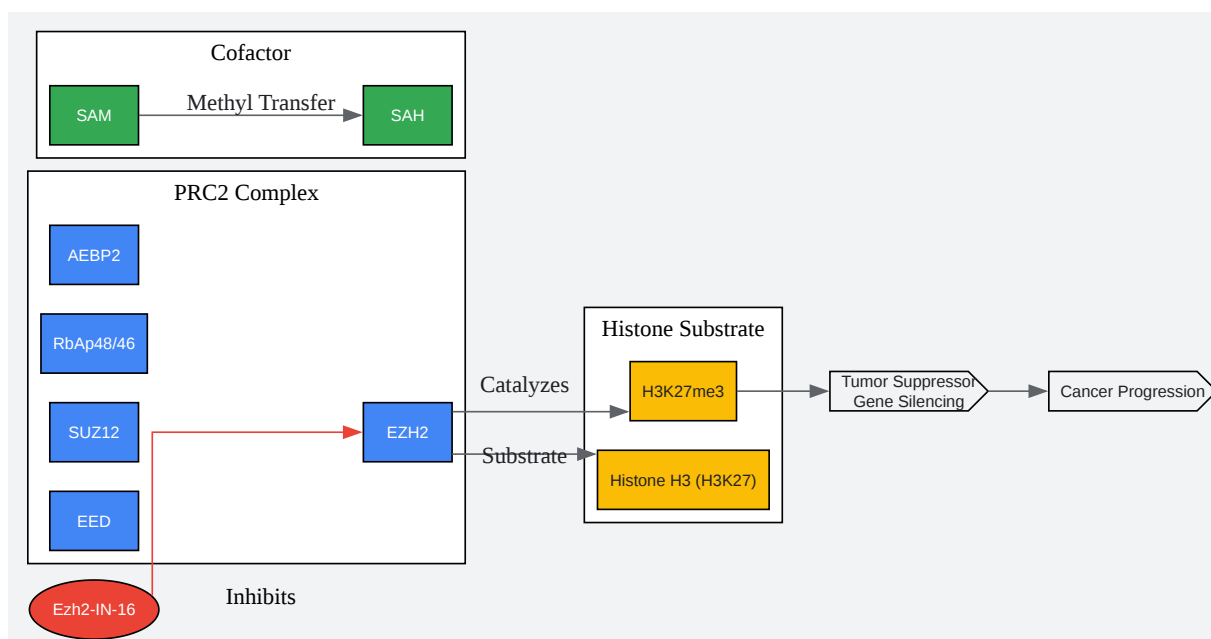 Cofactor
SAM
Methyl Transfer
SAH
PRC2 Complex
AEBP2
RbAp48/46
SUZ12
EZH2
EED
Catalyzes
Substrate
Histone Substrate
H3K27me3
Histone H3 (H3K27)
Tumor Suppressor
Gene Silencing
Cancer Progression
Ezh2-IN-16
Inhibits